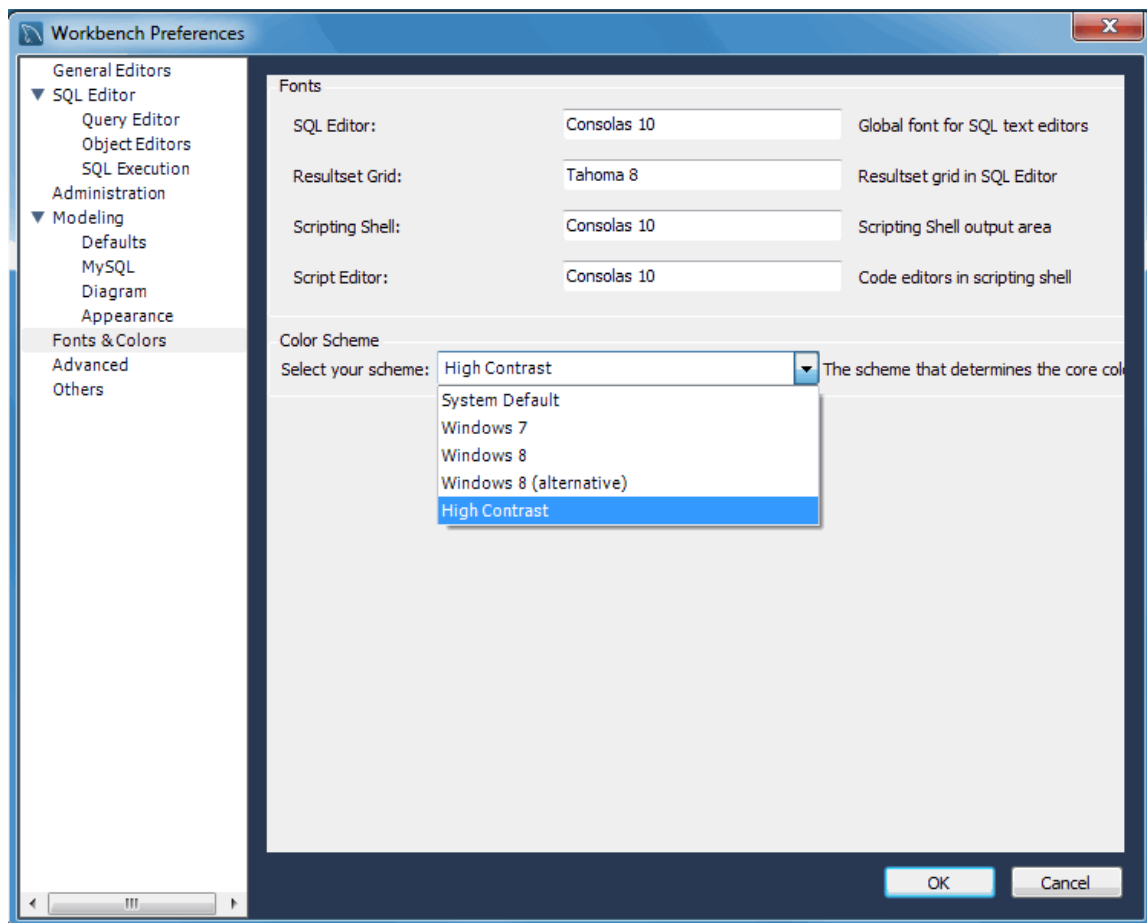 Workbench Preferences
General Editors
SQL Editor
Query Editor
Object Editors
SQL Execution
Administration
Modeling
Defaults
MySQL
Diagram
Appearance
Fonts & Colors
Advanced
Others
Fonts
SQL Editor: Consolas 10 Global font for SQL text editors
Resultset Grid: Tahoma 8 Resultset grid in SQL Editor
Scripting Shell: Consolas 10 Scripting Shell output area
Script Editor: Consolas 10 Code editors in scripting shell
Color Scheme
Select your scheme: High Contrast The scheme that determines the core
System Default
Windows 7
Windows 8
Windows 8 (alternative)
High Contrast
OK Cancel